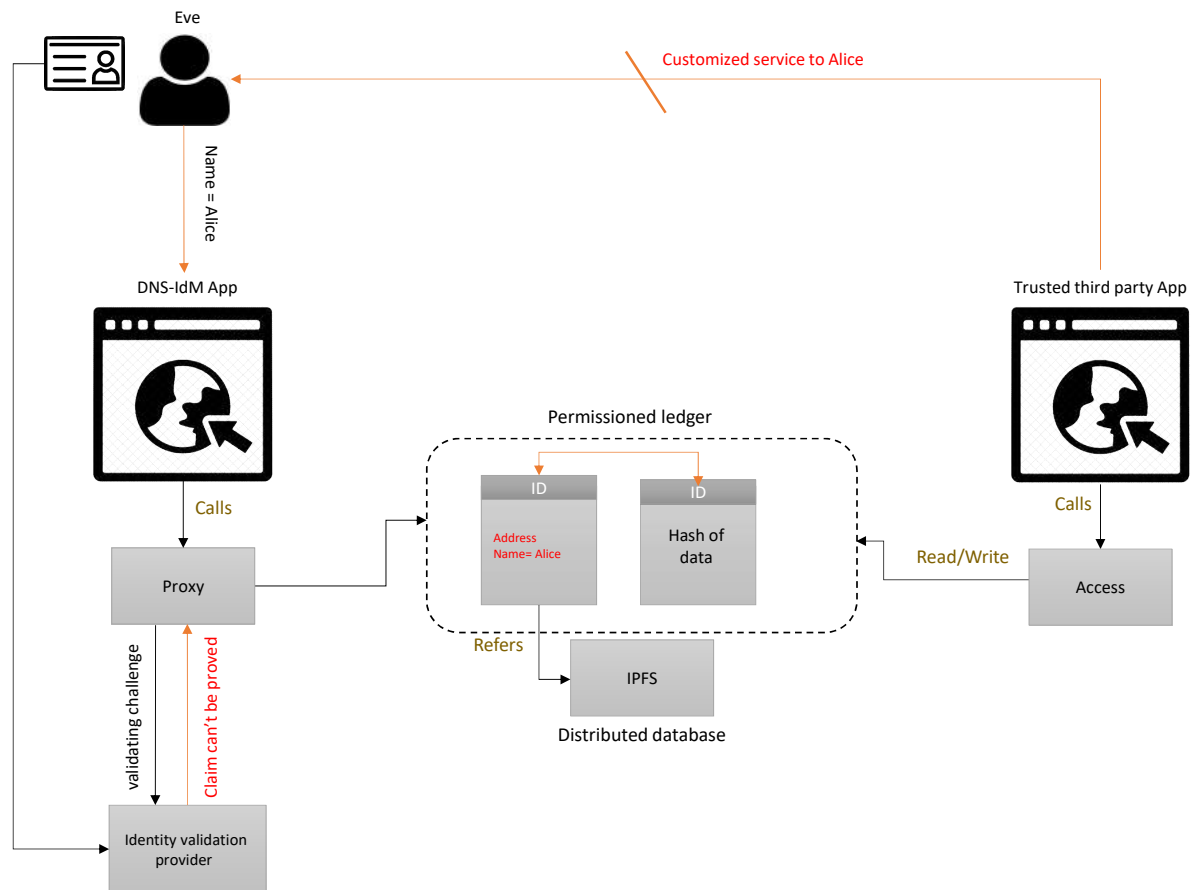 Eve
Customized service to Alice
Name = Alice
DNS-IdM App
Trusted third party App
Permissioned ledger
ID
ID
Address
Name= Alice
Hash of
data
Calls
Calls
Proxy
Read/Write
Access
Refers
IPFS
Distributed database
validating challenge
Claim can't be proved
Identity validation
provider